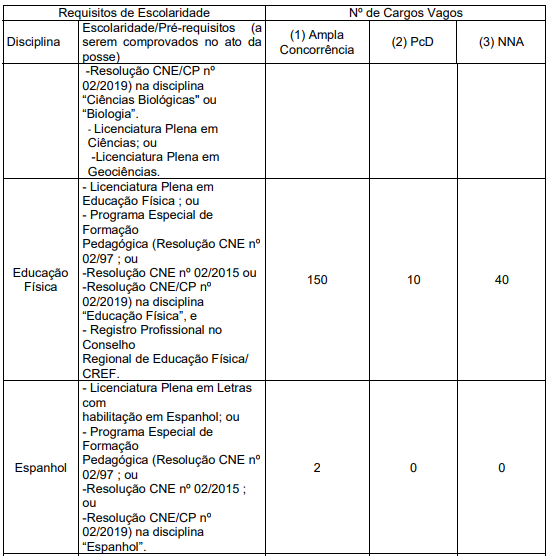 Requisitos de Escolaridade
Nº de Cargos Vagos
Disciplina
Escolaridade/Pré-requisitos (a
serem comprovados no ato da
posse)
(1) Ampla
Concorrência
(2) PcD
(3) NNA
-Resolução CNE/CP nº
02/2019) na disciplina
“Ciências Biológicas" ou
“Biologia”.
- Licenciatura Plena em
Ciências; ou
-Licenciatura Plena em
Geociências.
Educação
Física
- Licenciatura Plena em
Educação Física ; ou
- Programa Especial de
Formação
Pedagógica (Resolução CNE nº
02/97 ; ou
-Resolução CNE nº 02/2015 ou
-Resolução CNE/CP nº
02/2019) na disciplina
“Educação Física”, e
- Registro Profissional no
Conselho
Regional de Educação Física/
CREF.
150
10
40
Espanhol
- Licenciatura Plena em Letras
com
habilitação em Espanhol; ou
- Programa Especial de
Formação
Pedagógica (Resolução CNE nº
02/97 ; ou
-Resolução CNE nº 02/2015 ;
ou
-Resolução CNE/CP nº
02/2019) na disciplina
“Espanhol”.
2
0
0